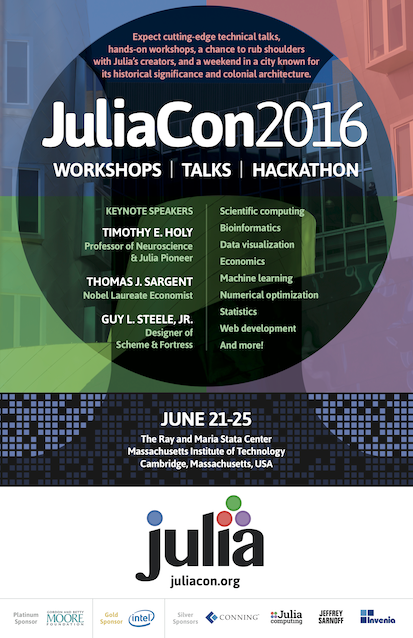 Expect cutting-edge technical talks,
hands-on workshops, a chance to rub shoulders
with Julia's creators, and a weekend in a city known for
its historical significance and colonial architecture.
JuliaCon2016
WORKSHOPS | TALKS | HACKATHON
KEYNOTE SPEAKERS
TIMOTHY E. HOLY
Professor of Neuroscience
& Julia Pioneer
THOMAS J. SARGENT
Nobel Laureate Economist
GUY L. STEELE, JR.
Designer of
Scheme & Fortress
Scientific computing
Bioinformatics
Data visualization
Economics
Machine learning
Numerical optimization
Statistics
Web development
And more!
JUNE 21-25
The Ray and Maria Stata Center
Massachusetts Institute of Technology
Cambridge, Massachusetts, USA
julia
juliacon.org
Platinum
Sponsor
GORDON AND BETTY
MOORE
FOUNDATION
Gold
Sponsor
intel
Silver
Sponsors
CONNING
Julia
computing
JEFFREY
SARNOFF
Invenia